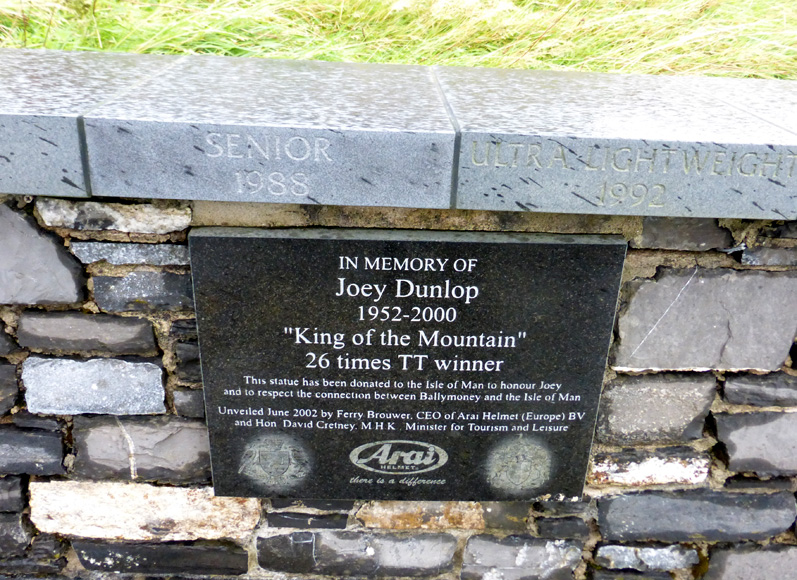 SENIOR
1988
ULTRA LIGHTWEIGHT
1992
IN MEMORY OF
Joey Dunlop
1952-2000
"King of the Mountain"
26 times TT winner
This statue has been donated to the Isle of Man to honour Joey
and to respect the connection between Ballymoney and the Isle of Man
Unveiled June 2002 by Ferry Brouwer, CEO of Arai Helmet (Europe) BV
and Hon David Cretney. M H K Minister for Tourism and Leisure
Arai
HELMET
there is a difference